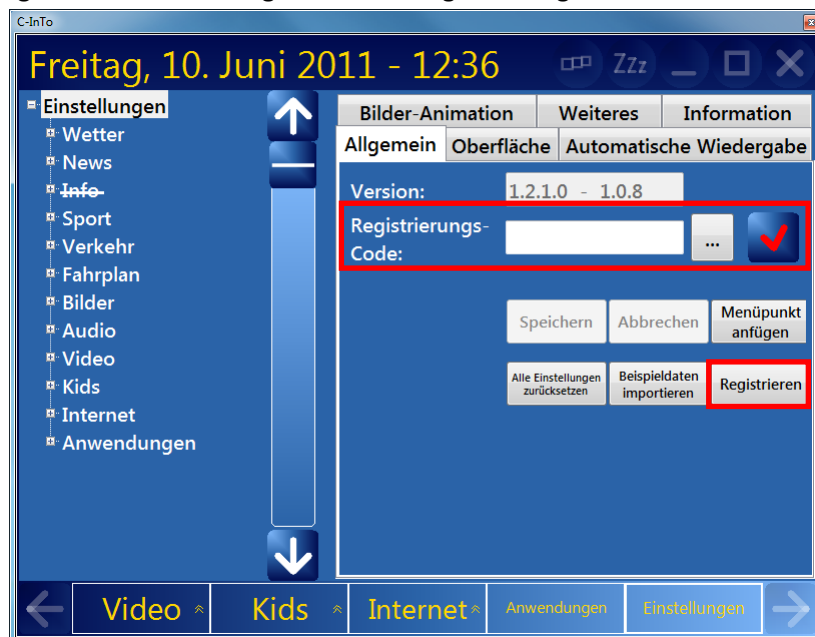 C-InTo
Freitag, 10. Juni 2011 - 12:36
Zzz
Einstellungen
Wetter
News
Info
Sport
Verkehr
Fahrplan
Bilder
Audio
Video
Kids
Internet
Anwendungen
Bilder-Animation Weiteres Information
Allgemein Oberfläche Automatische Wiedergabe
Version: 1.2.1.0 - 1.0.8
Registrierungs-
Code:
...
Speichern Abbrechen Menüpunkt
anfügen
Alle Einstellungen
zurücksetzen
Beispieldaten
importieren
Registrieren
Video Kids Internet Anwendungen Einstellungen